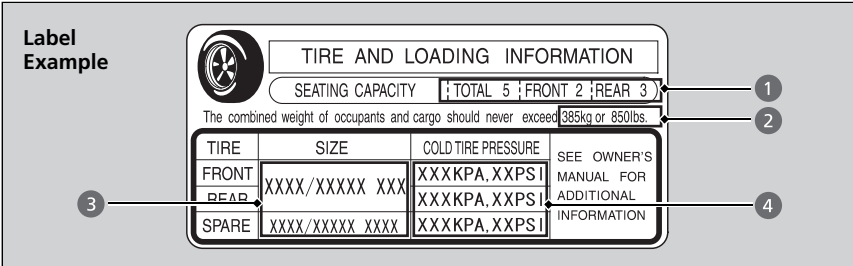 Label
Example
TIRE AND LOADING INFORMATION
SEATING CAPACITY TOTAL 5 FRONT 2 REAR 3
1
The combined weight of occupants and cargo should never exceed 385kg or 850lbs.
2
TIRE SIZE COLD TIRE PRESSURE
SEE OWNER'S
MANUAL FOR
ADDITIONAL
INFORMATION
FRONT XXXX/XXXXX XXX XXXKPA,XXPSI
REAR XXXKPA,XXPSI
3
4
SPARE XXXX/XXXXX XXXX XXXKPA,XXPSI